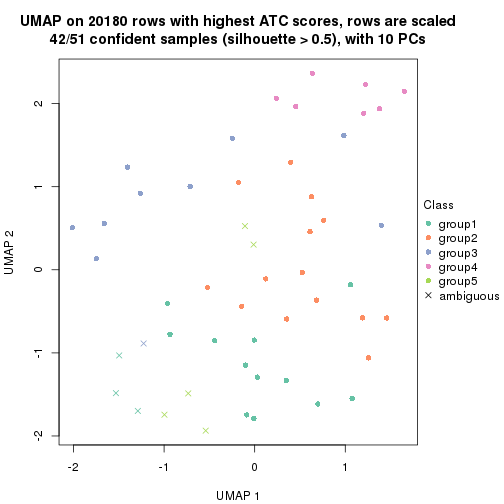 UMAP on 20180 rows with highest ATC scores, rows are scaled
42/51 confident samples (silhouette > 0.5), with 10 PCs
2
1
0
-1
-2
UMAP 2
-2
-1
0
1
UMAP 1
Class
group1
group2
group3
group4
group5
ambiguous